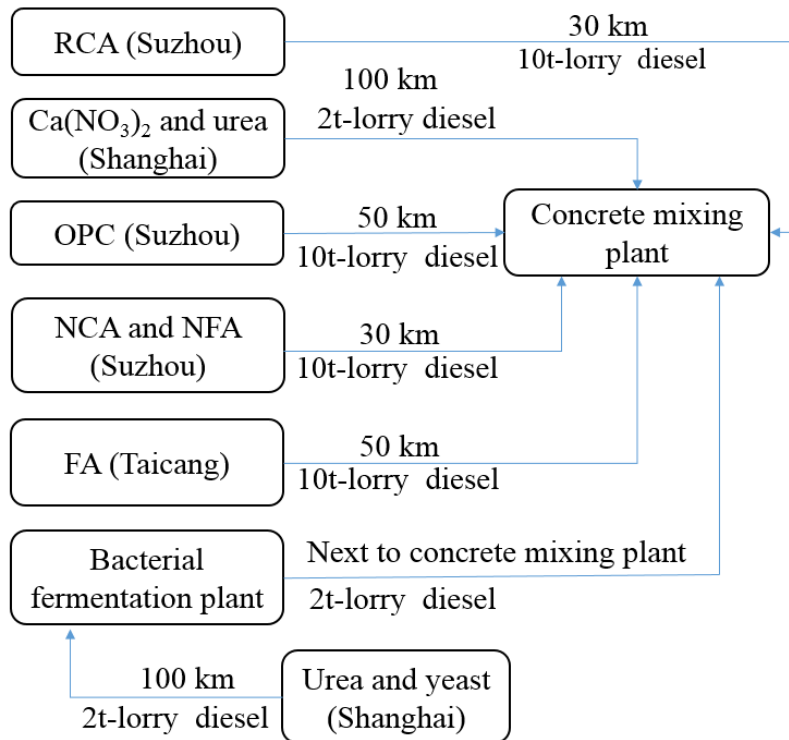 RCA (Suzhou)
30 km
10t-lorry diesel
Ca(NO₃)₂ and urea
(Shanghai)
100 km
2t-lorry diesel
OPC (Suzhou)
50 km
10t-lorry diesel
Concrete mixing
plant
NCA and NFA
(Suzhou)
30 km
10t-lorry diesel
FA (Taicang)
50 km
10t-lorry diesel
Bacterial
fermentation plant
Next to concrete mixing plant
2t-lorry diesel
100 km
2t-lorry diesel
Urea and yeast
(Shanghai)